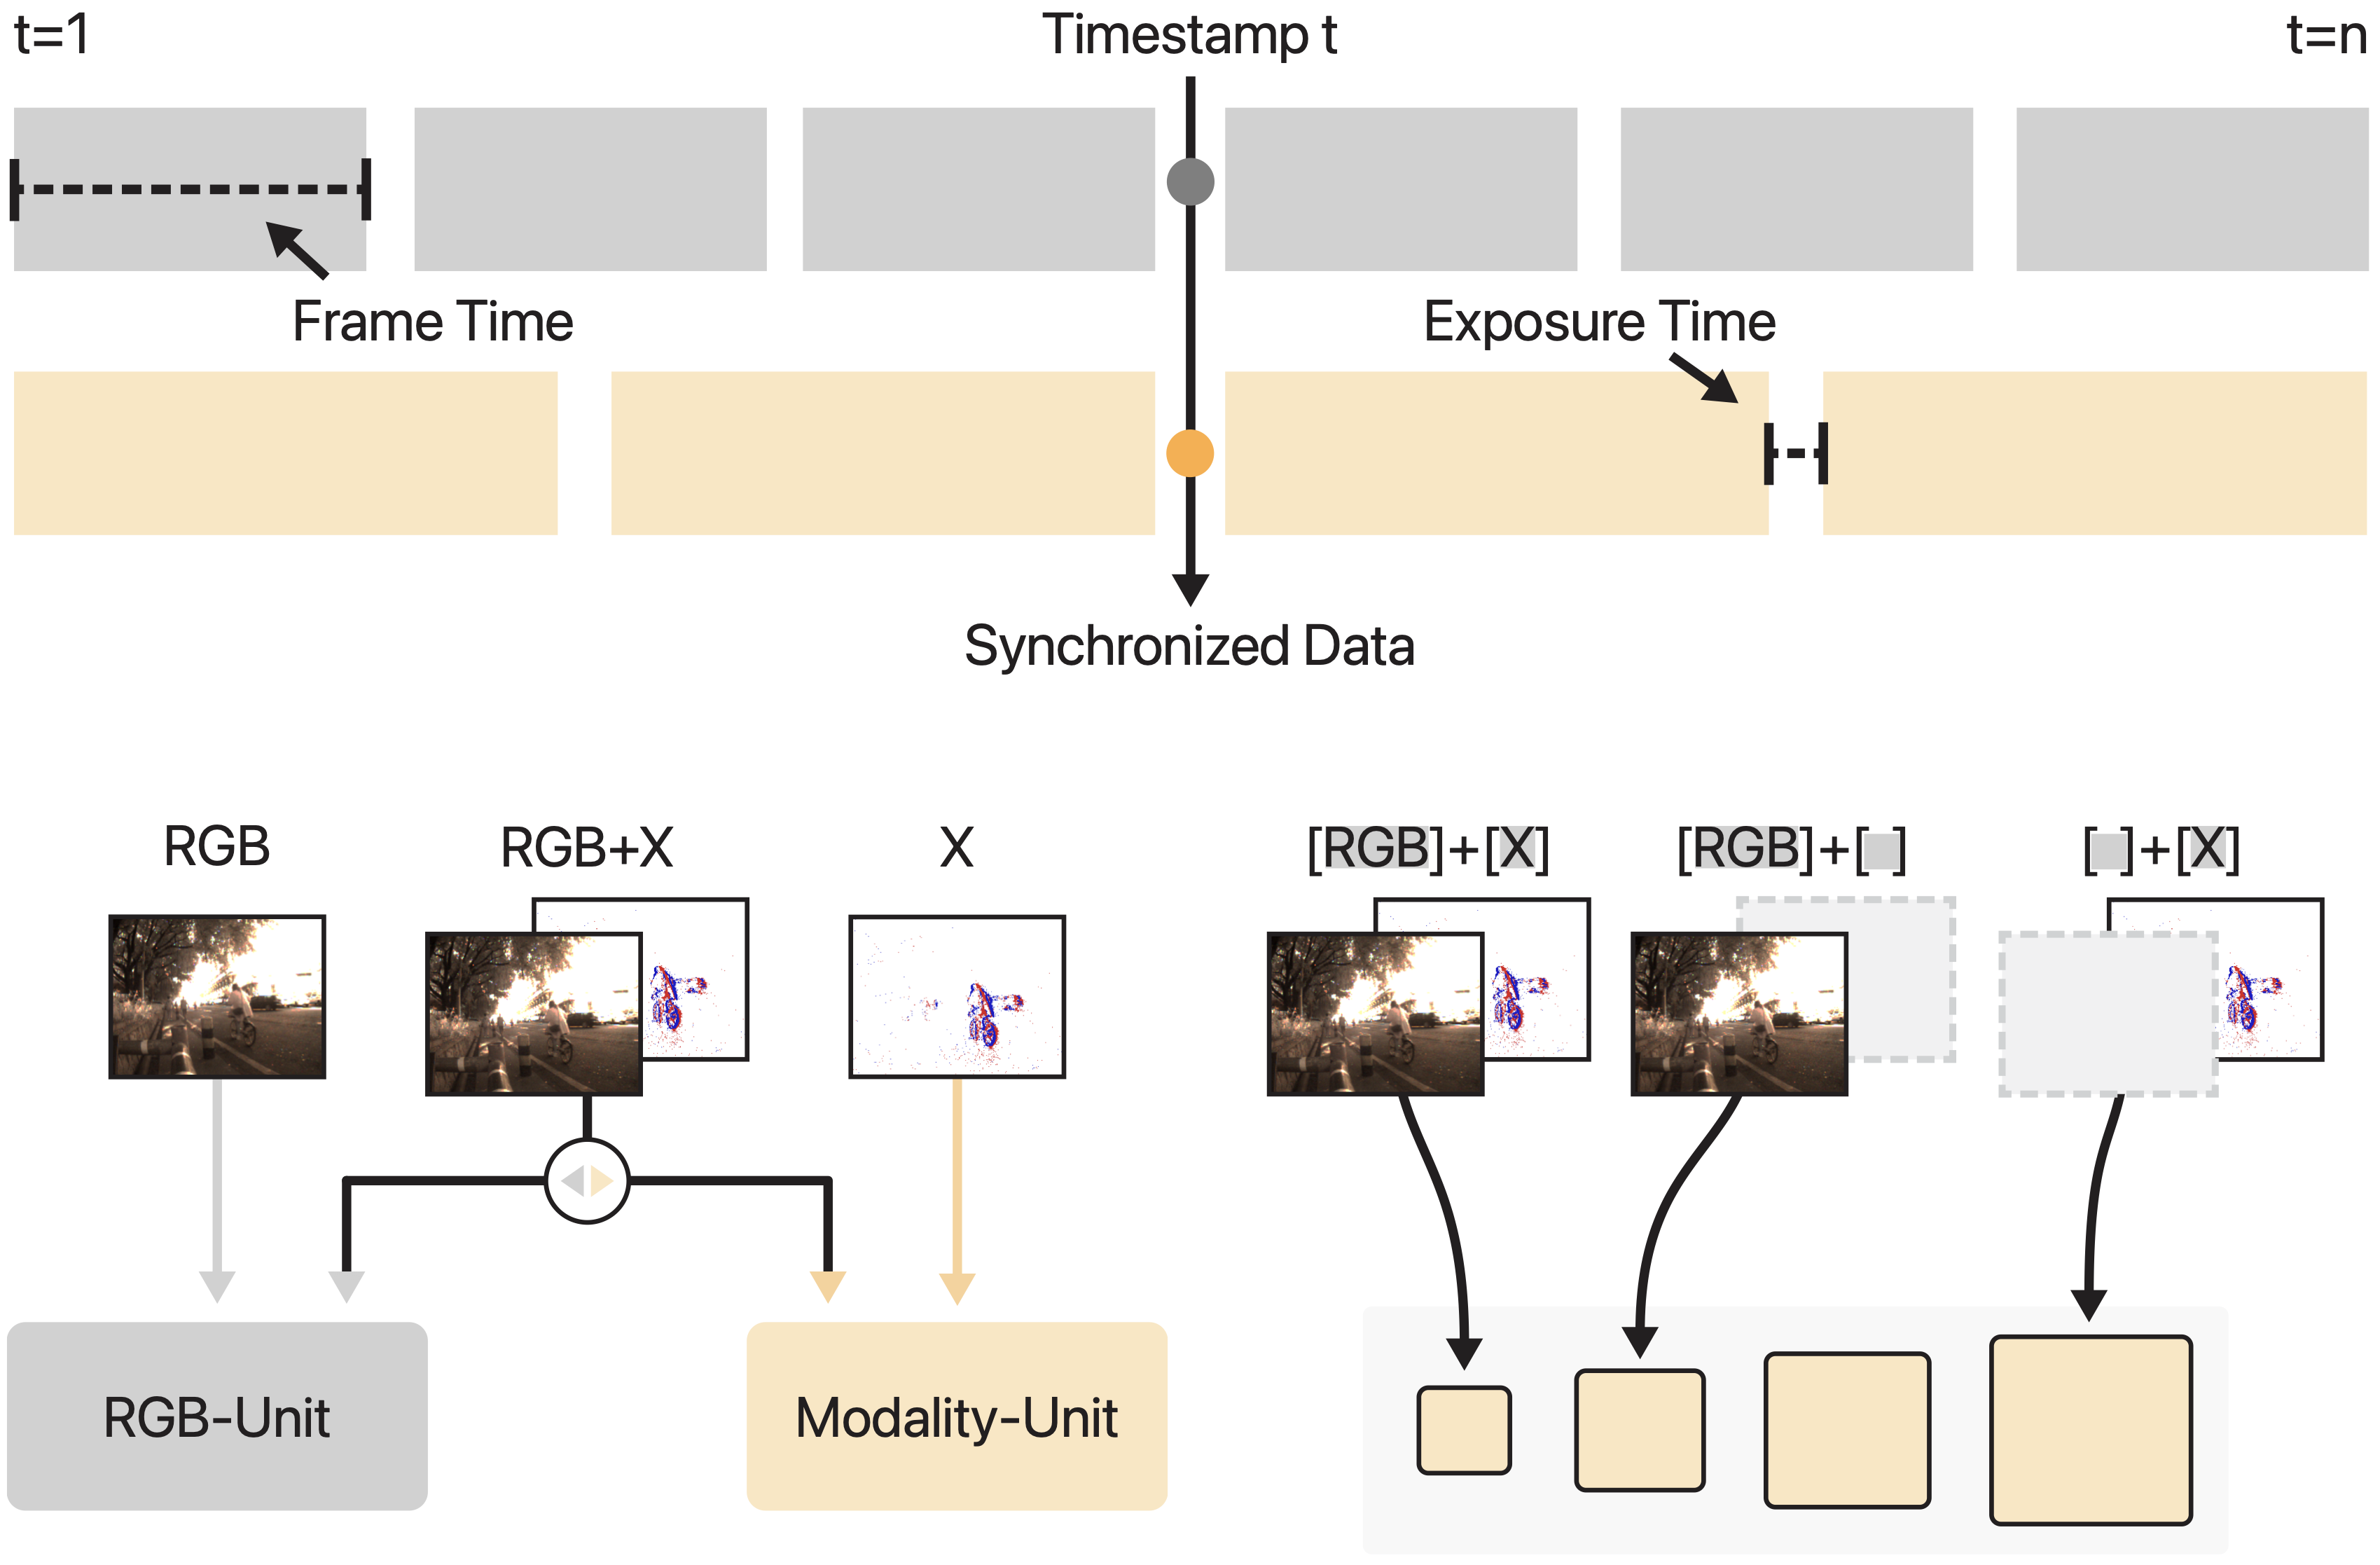 t=1
Timestamp t
t=n
Frame Time
Exposure Time
Synchronized Data
RGB
RGB+X
X
[RGB]+[X]
[RGB]+[ ]
[ ]+[X]
RGB-Unit
Modality-Unit